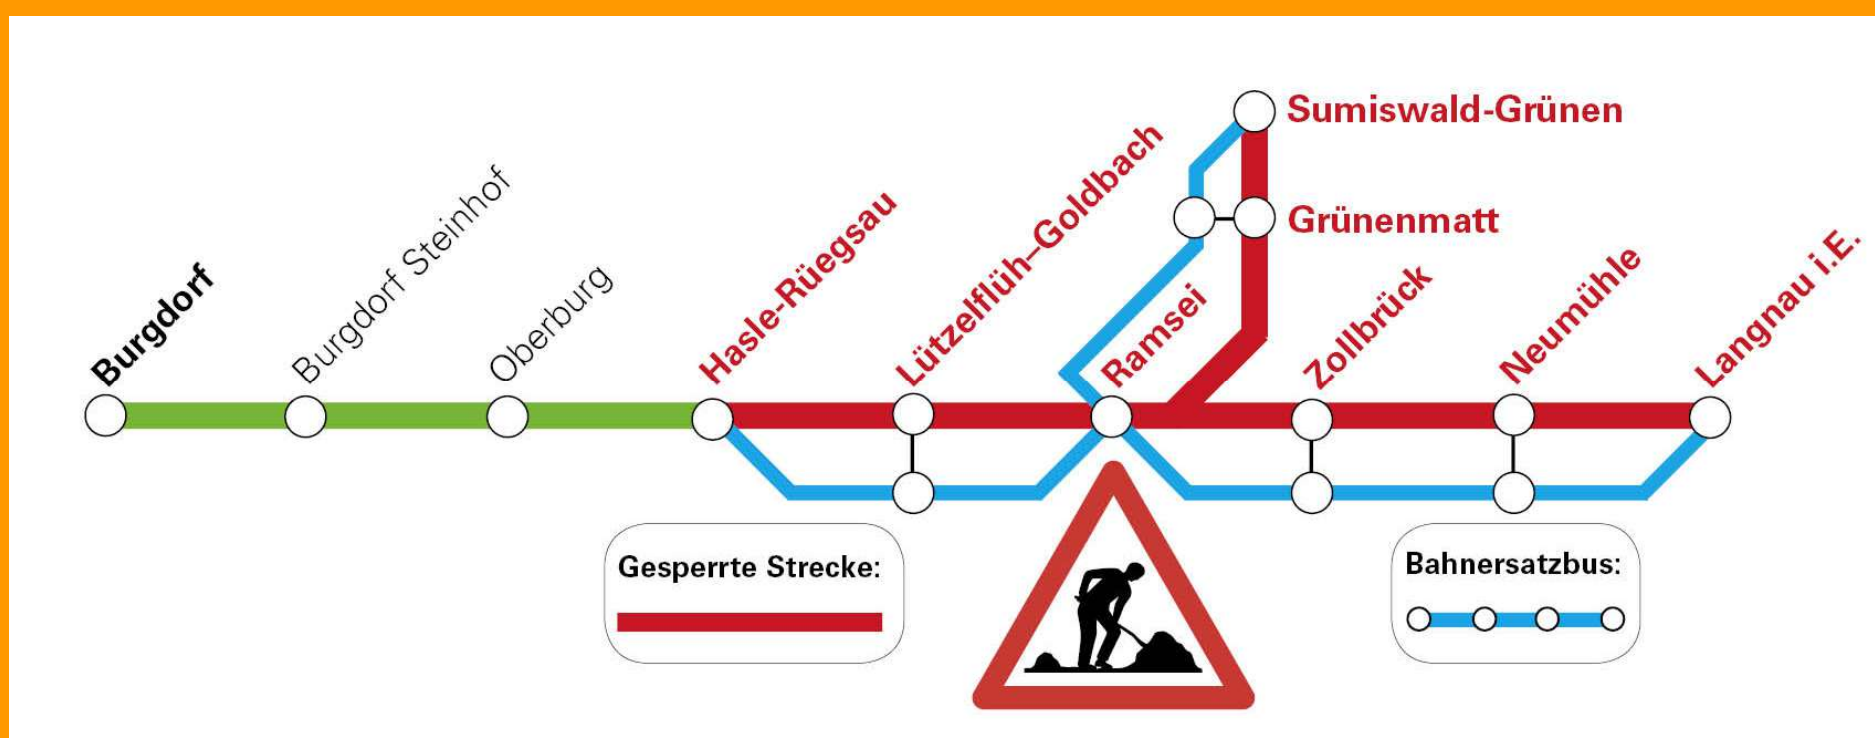 Sumiswald-Grünen
Grünenmatt
Burgdorf
Burgdorf Steinhof
Oberburg
Hasle-Rüegsau
Lützelflüh–Goldbach
Ramsei
Zollbrück
Neumühle
Langnau i.E.
Gesperrte Strecke:
Bahnersatzbus: